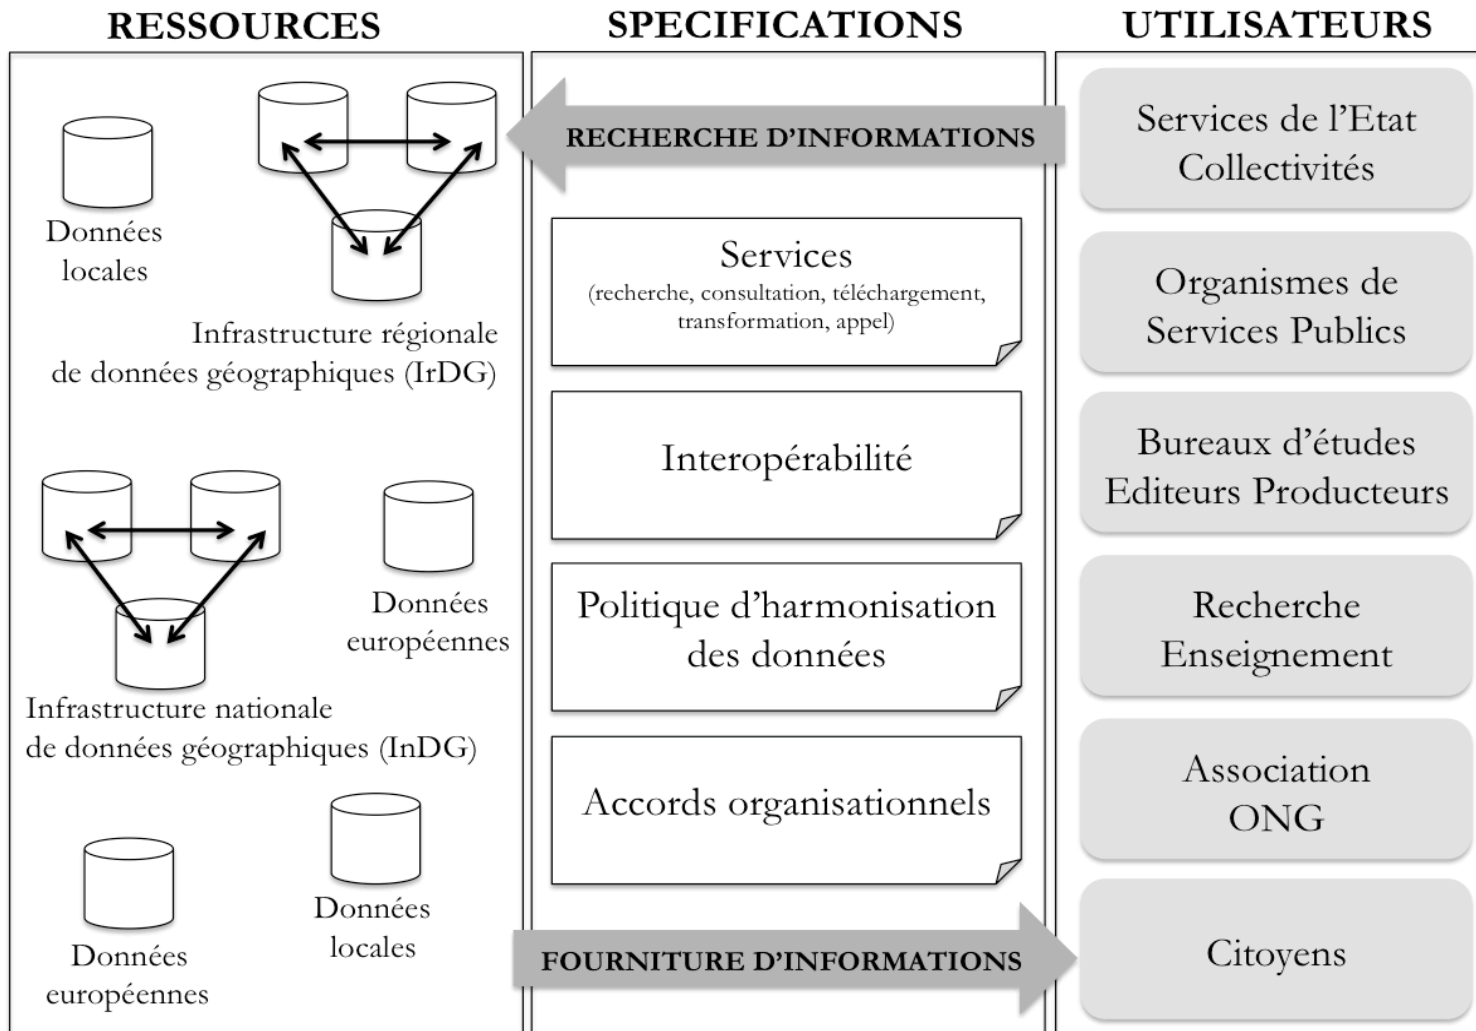 RESSOURCES
Données
locales
Infrastructure régionale
de données géographiques (IrDG)
Données
européennes
Infrastructure nationale
de données géographiques (InDG)
Données
locales
Données
européennes
SPECIFICATIONS
RECHERCHE D’INFORMATIONS
Services
(recherche, consultation, téléchargement,
transformation, appel)
Interopérabilité
Politique d’harmonisation
des données
Accords organisationnels
FOURNITURE D’INFORMATIONS
UTILISATEURS
Services de l’Etat
Collectivités
Organismes de
Services Publics
Bureaux d’études
Editeurs Producteurs
Recherche
Enseignement
Association
ONG
Citoyens